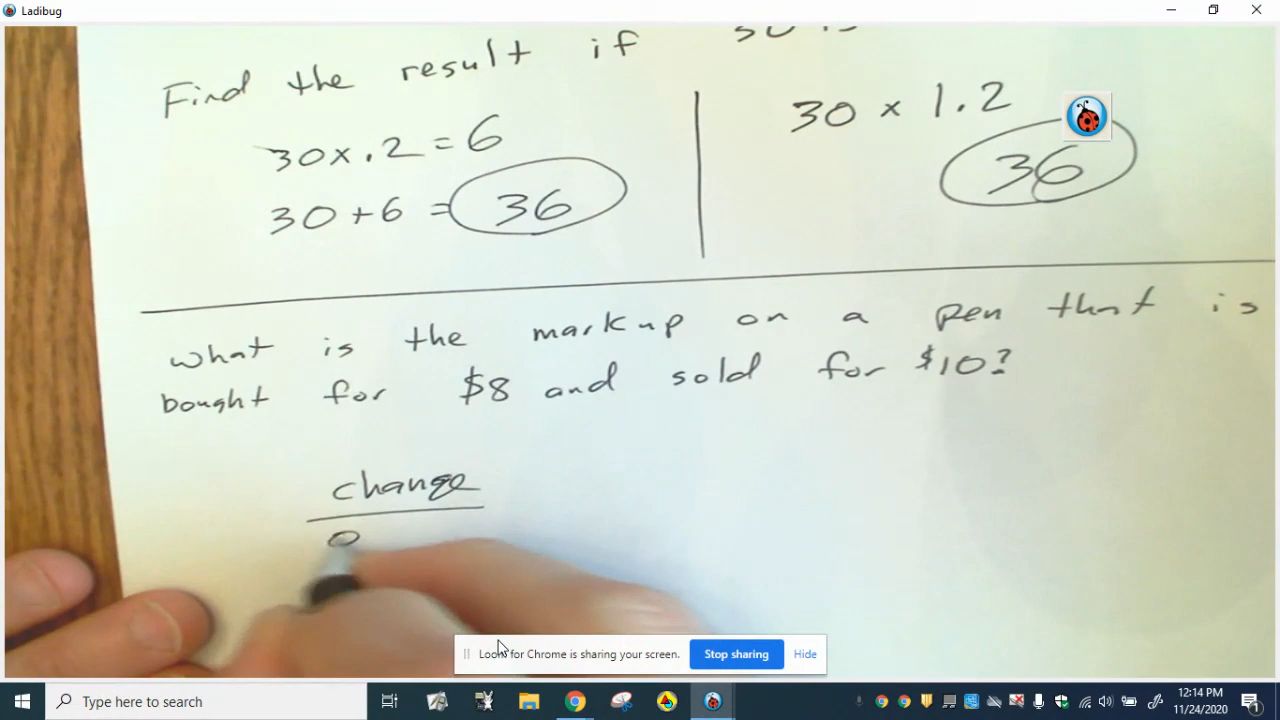 Ladibug
Find the result if
30 x .2 = 6
30 + 6 = 36
30 x 1.2
36
what is the markup on a pen that is
bought for $8 and sold for $10?
change
o
Loom for Chrome is sharing your screen.
Stop sharing
Hide
Type here to search
12:14 PM
11/24/2020
1